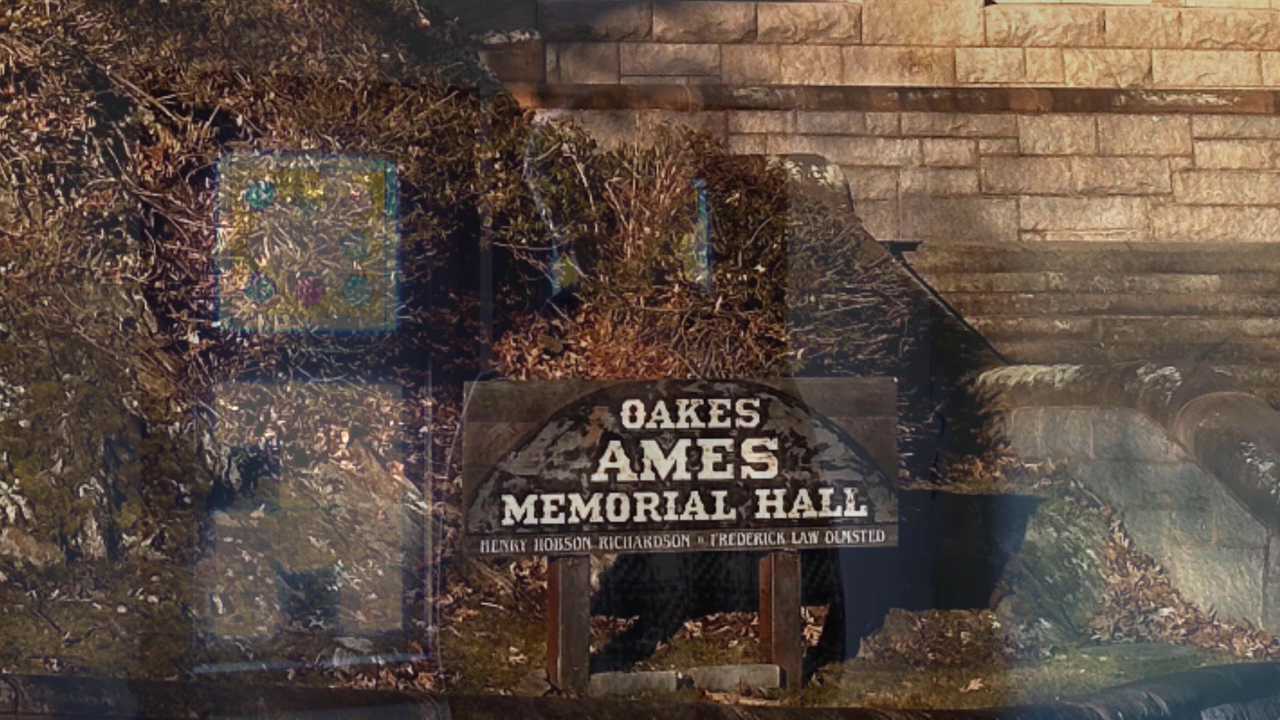 OAKES
AMES
MEMORIAL HALL
HENRY HOBSON RICHARDSON & FREDERICK LAW OLMSTED